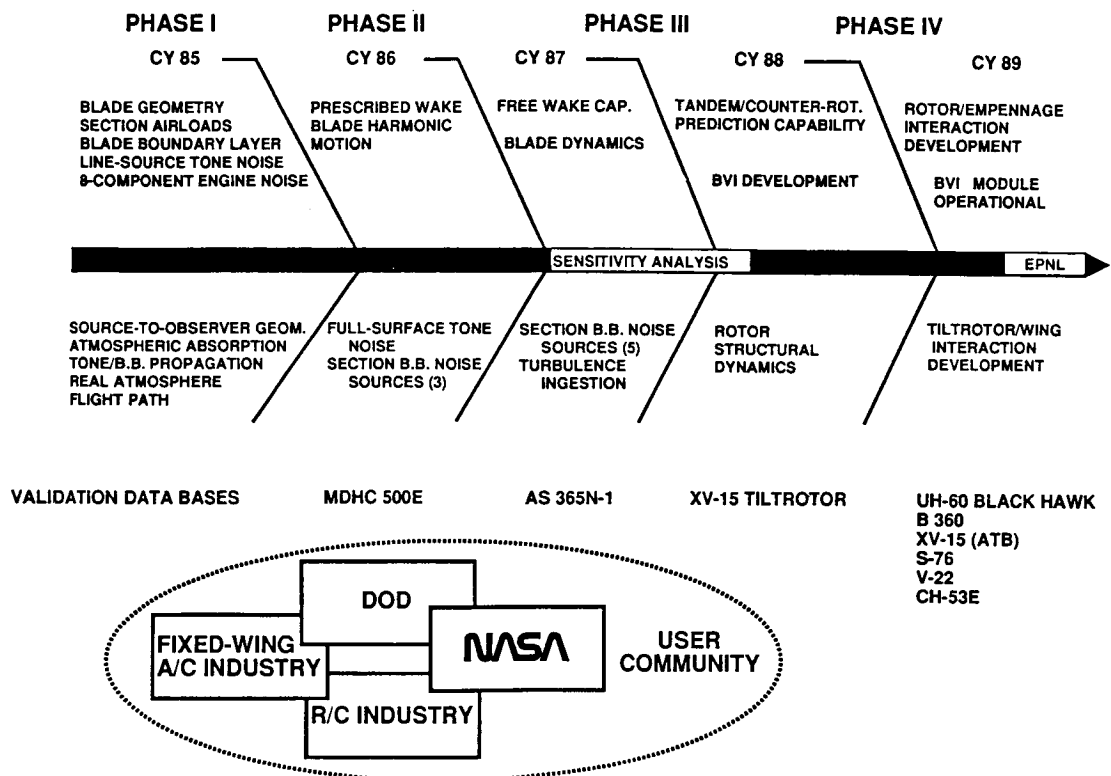 PHASE I
PHASE II
PHASE III
PHASE IV
CY 85
CY 86
CY 87
CY 88
CY 89
BLADE GEOMETRY
SECTION AIRLOADS
BLADE BOUNDARY LAYER
LINE-SOURCE TONE NOISE
8-COMPONENT ENGINE NOISE
PRESCRIBED WAKE
BLADE HARMONIC
MOTION
FREE WAKE CAP.
BLADE DYNAMICS
TANDEM/COUNTER-ROT.
PREDICTION CAPABILITY
BVI DEVELOPMENT
ROTOR/EMPENNAGE
INTERACTION
DEVELOPMENT
BVI MODULE
OPERATIONAL
SENSITIVITY ANALYSIS
EPNL
SOURCE-TO-OBSERVER GEOM.
ATMOSPHERIC ABSORPTION
TONE/B.B. PROPAGATION
REAL ATMOSPHERE
FLIGHT PATH
FULL-SURFACE TONE
NOISE
SECTION B.B. NOISE
SOURCES (3)
SECTION B.B. NOISE
SOURCES (5)
TURBULENCE
INGESTION
ROTOR
STRUCTURAL
DYNAMICS
TILTROTOR/WING
INTERACTION
DEVELOPMENT
VALIDATION DATA BASES
MDHC 500E
AS 365N-1
XV-15 TILTROTOR
UH-60 BLACK HAWK
B 360
XV-15 (ATB)
S-76
V-22
CH-53E
DOD
FIXED-WING
A/C INDUSTRY
NASA
R/C INDUSTRY
USER
COMMUNITY